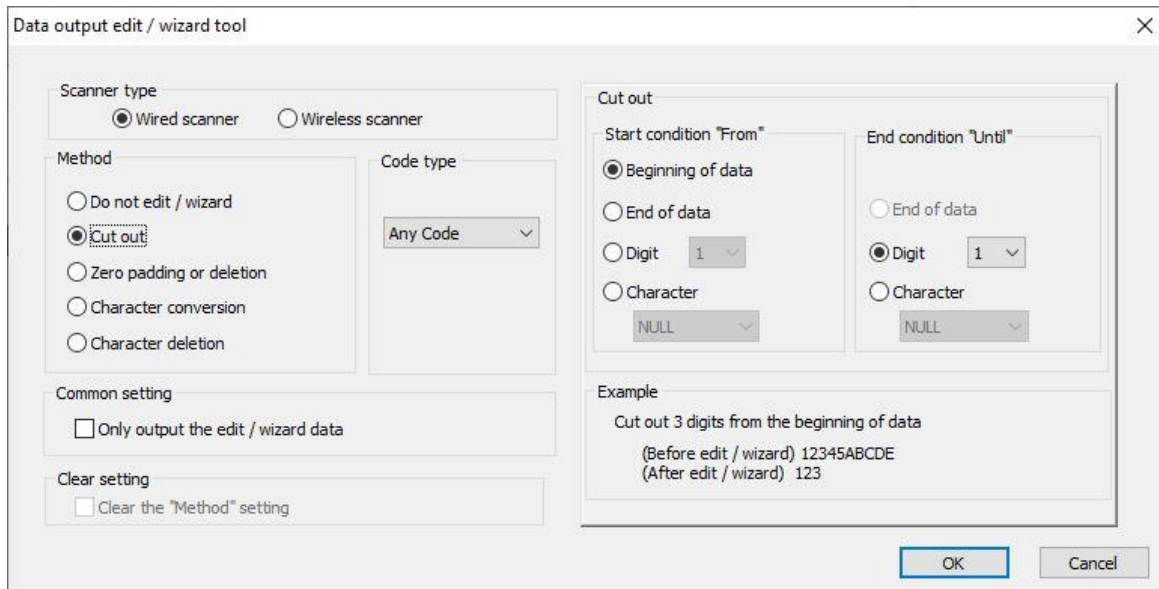 Data output edit / wizard tool
Scanner type
Wired scanner
Wireless scanner
Method
Do not edit / wizard
Cut out
Zero padding or deletion
Character conversion
Character deletion
Code type
Any Code
Common setting
Only output the edit / wizard data
Clear setting
Clear the "Method" setting
Cut out
Start condition "From"
Beginning of data
End of data
Digit 1
Character
NULL
End condition "Until"
End of data
Digit 1
Character
NULL
Example
Cut out 3 digits from the beginning of data
(Before edit / wizard) 12345ABCDE
(After edit / wizard) 123
OK
Cancel